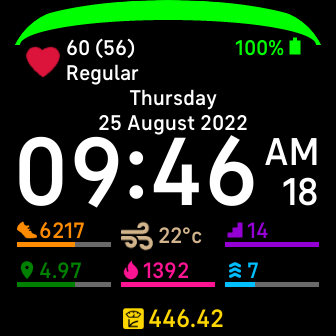 60 (56) 100%
Regular
Thursday
25 August 2022
09:46 AM
18
6217 22°c 14
4.97 1392 7
446.42